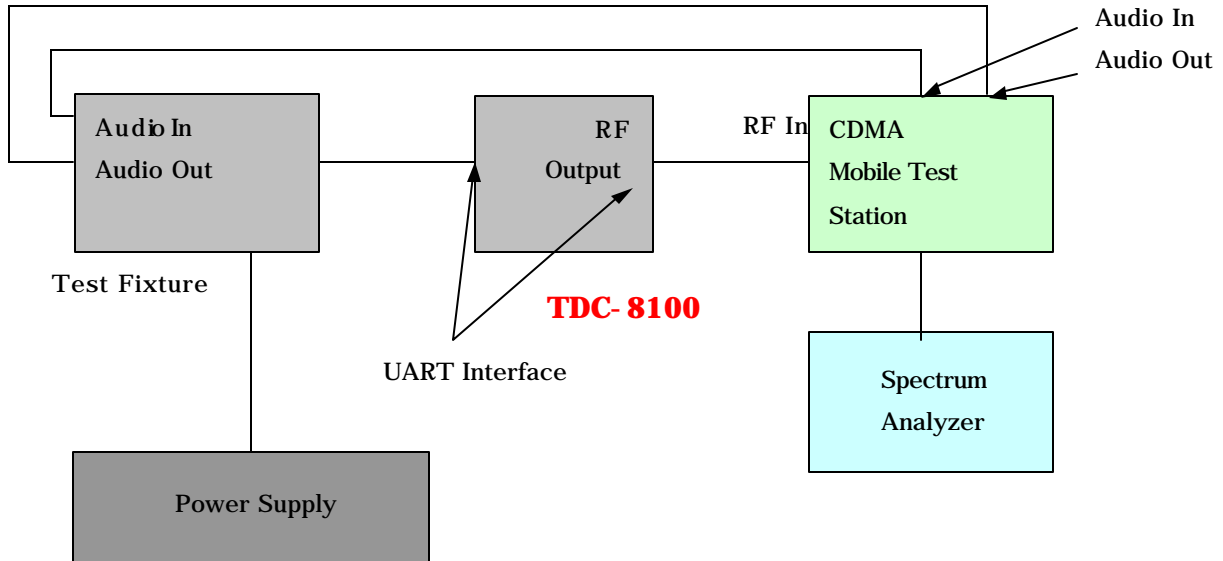 Audio In
Audio Out
Audio In
Audio Out
RF
Output
RF In
CDMA
Mobile Test
Station
Test Fixture
TDC- 8100
UART Interface
Spectrum
Analyzer
Power Supply